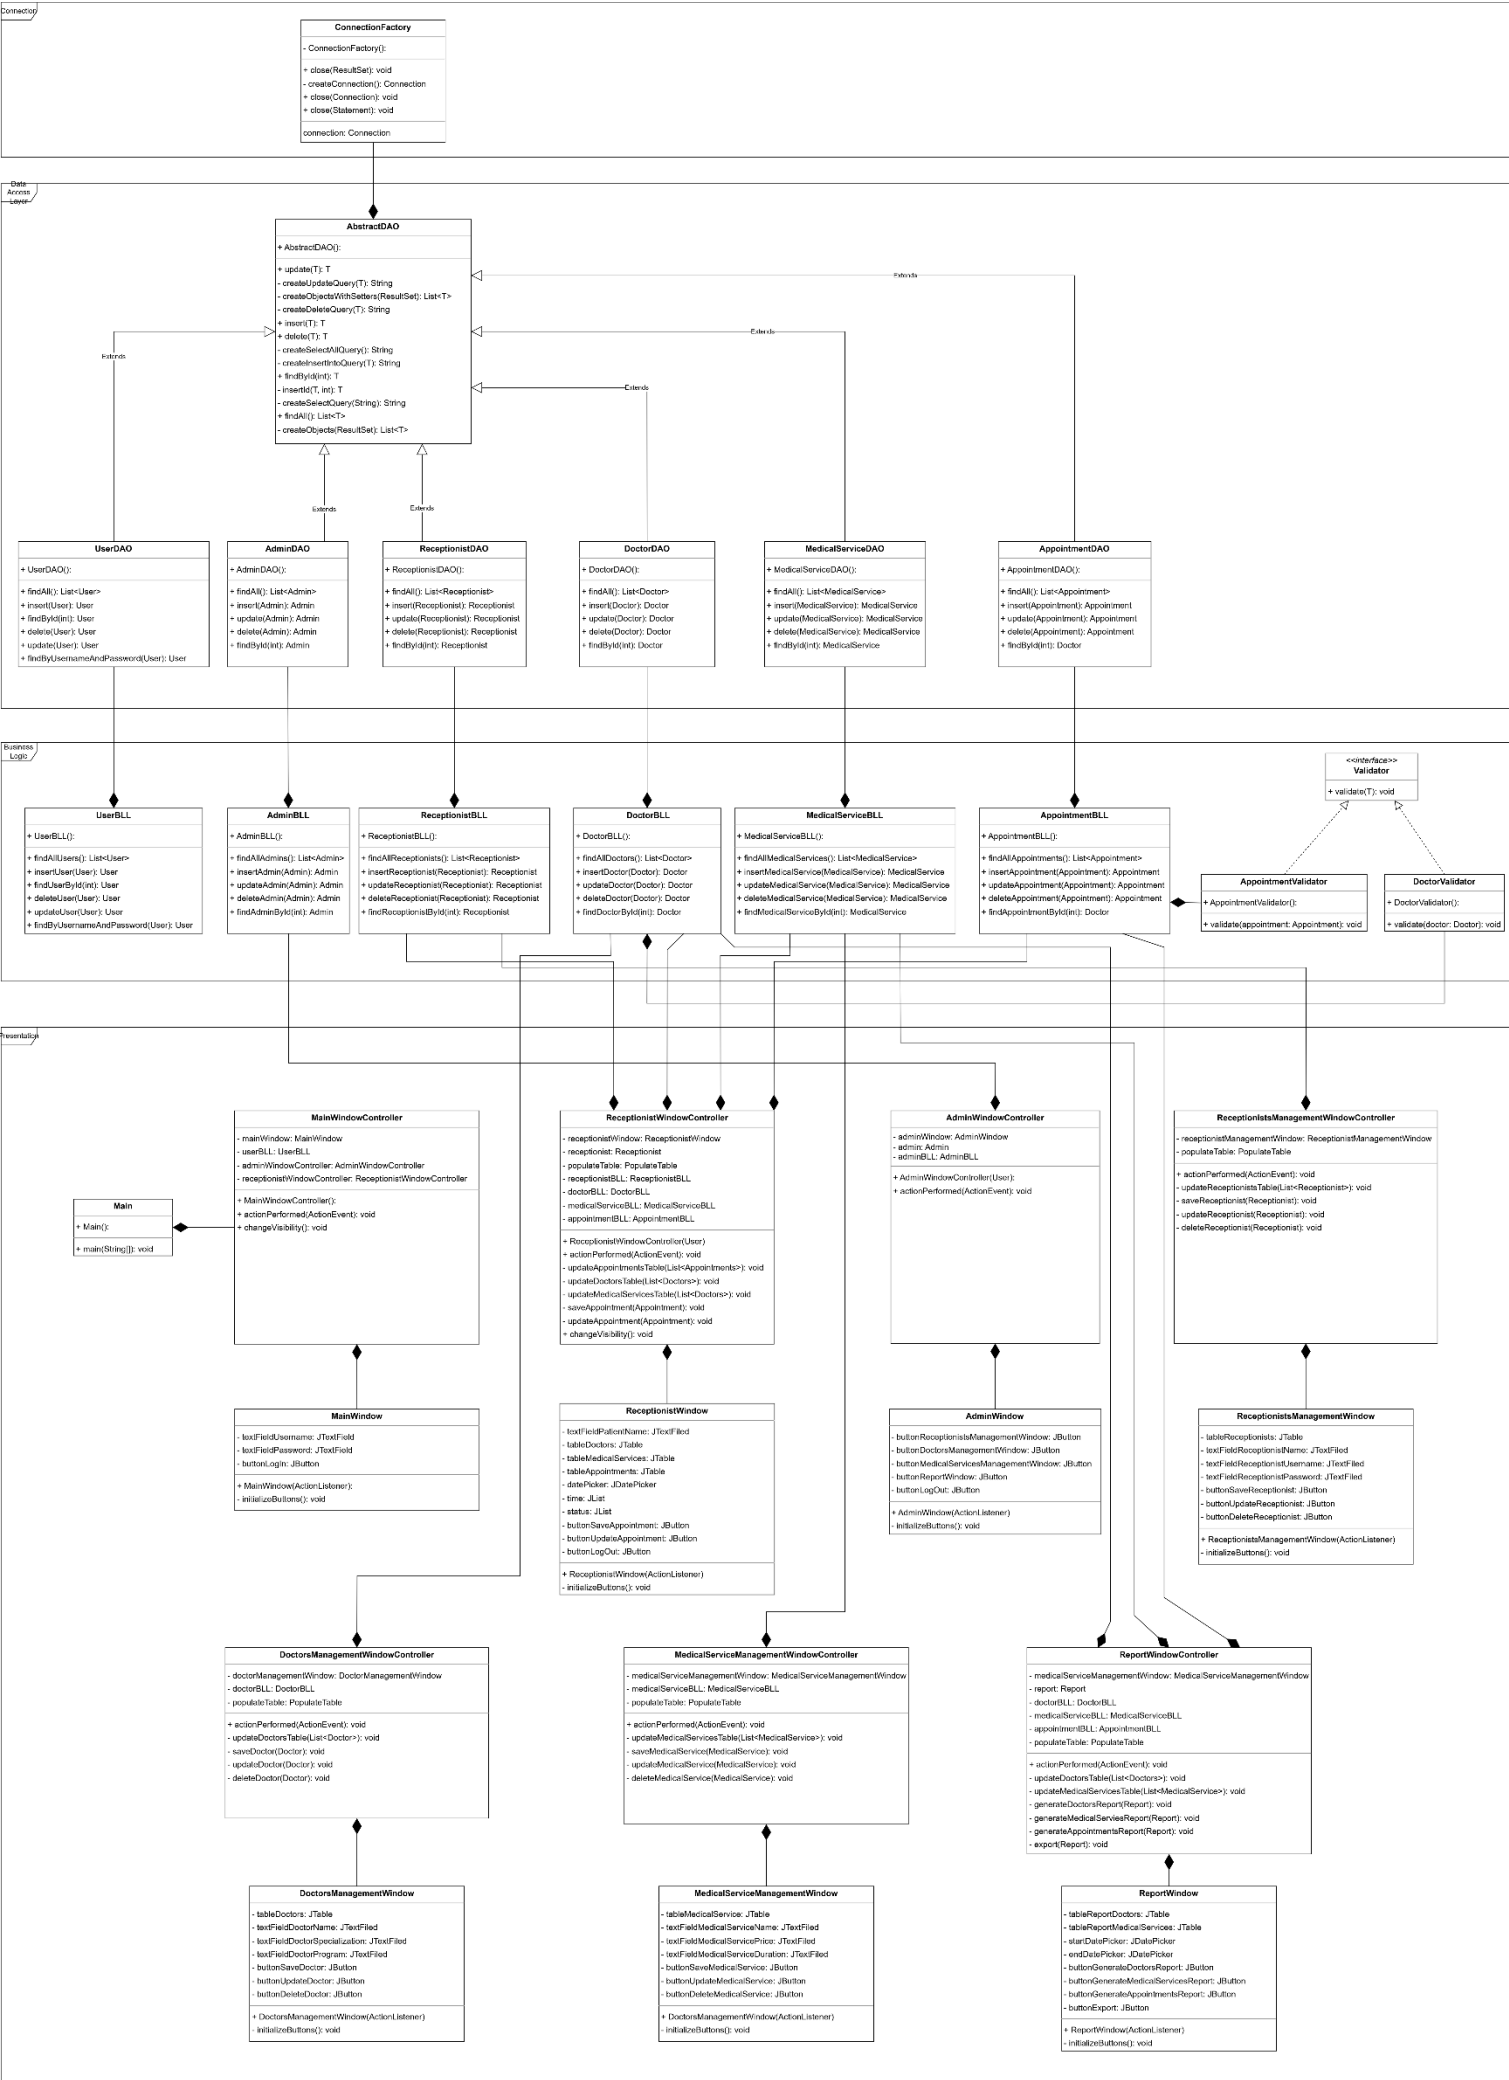 Connection
ConnectionFactory
- ConnectionFactory():
+ close(ResultSet): void
- createConnection(): Connection
+ close(Connection): void
+ close(Statement): void
connection: Connection
Data
Access
Layer
AbstractDAO
+ AbstractDAO():
+ update(T): T
- createUpdateQuery(T): String
- createObjectsWithSetters(ResultSet): List<T>
- createDeleteQuery(T): String
+ insert(T): T
+ delete(T): T
- createSelectAllQuery(): String
- createInsertIntoQuery(T): String
+ findById(int): T
- insertId(T, int): T
- createSelectQuery(String): String
+ findAll(): List<T>
- createObjects(ResultSet): List<T>
Extends
Extends
Extends
Extends
Extends
Extends
UserDAO
+ UserDAO():
+ findAll(): List<User>
+ insert(User): User
+ findById(int): User
+ delete(User): User
+ update(User): User
+ findByUsernameAndPassword(User): User
AdminDAO
+ AdminDAO():
+ findAll(): List<Admin>
+ insert(Admin): Admin
+ update(Admin): Admin
+ delete(Admin): Admin
+ findById(int): Admin
ReceptionistDAO
+ ReceptionistDAO():
+ findAll(): List<Receptionist>
+ insert(Receptionist): Receptionist
+ update(Receptionist): Receptionist
+ delete(Receptionist): Receptionist
+ findById(int): Receptionist
DoctorDAO
+ DoctorDAO():
+ findAll(): List<Doctor>
+ insert(Doctor): Doctor
+ update(Doctor): Doctor
+ delete(Doctor): Doctor
+ findById(int): Doctor
MedicalServiceDAO
+ MedicalServiceDAO():
+ findAll(): List<MedicalService>
+ insert(MedicalService): MedicalService
+ update(MedicalService): MedicalService
+ delete(MedicalService): MedicalService
+ findById(int): MedicalService
AppointmentDAO
+ AppointmentDAO():
+ findAll(): List<Appointment>
+ insert(Appointment): Appointment
+ update(Appointment): Appointment
+ delete(Appointment): Appointment
+ findById(int): Doctor
Business
Logic
<<interface>>
Validator
+ validate(T): void
UserBLL
+ UserBLL():
+ findAllUsers(): List<User>
+ insertUser(User): User
+ findUserById(int): User
+ deleteUser(User): User
+ updateUser(User): User
+ findByUsernameAndPassword(User): User
AdminBLL
+ AdminBLL():
+ findAllAdmins(): List<Admin>
+ insertAdmin(Admin): Admin
+ updateAdmin(Admin): Admin
+ deleteAdmin(Admin): Admin
+ findAdminById(int): Admin
ReceptionistBLL
+ ReceptionistBLL():
+ findAllReceptionists(): List<Receptionist>
+ insertReceptionist(Receptionist): Receptionist
+ updateReceptionist(Receptionist): Receptionist
+ deleteReceptionist(Receptionist): Receptionist
+ findReceptionistById(int): Receptionist
DoctorBLL
+ DoctorBLL():
+ findAllDoctors(): List<Doctor>
+ insertDoctor(Doctor): Doctor
+ updateDoctor(Doctor): Doctor
+ deleteDoctor(Doctor): Doctor
+ findDoctorById(int): Doctor
MedicalServiceBLL
+ MedicalServiceBLL():
+ findAllMedicalServices(): List<MedicalService>
+ insertMedicalService(MedicalService): MedicalService
+ updateMedicalService(MedicalService): MedicalService
+ deleteMedicalService(MedicalService): MedicalService
+ findMedicalServiceById(int): MedicalService
AppointmentBLL
+ AppointmentBLL():
+ findAllAppointments(): List<Appointment>
+ insertAppointment(Appointment): Appointment
+ updateAppointment(Appointment): Appointment
+ deleteAppointment(Appointment): Appointment
+ findAppointmentById(int): Doctor
AppointmentValidator
+ AppointmentValidator():
+ validate(appointment: Appointment): void
DoctorValidator
+ DoctorValidator():
+ validate(doctor: Doctor): void
Presentation
Main
+ Main():
+ main(String[]): void
MainWindowController
- mainWindow: MainWindow
- userBLL: UserBLL
- adminWindowController: AdminWindowController
- receptionistWindowController: ReceptionistWindowController
+ MainWindowController():
+ actionPerformed(ActionEvent): void
+ changeVisibility(): void
ReceptionistWindowController
- receptionistWindow: ReceptionistWindow
- receptionist: Receptionist
- populateTable: PopulateTable
- receptionistBLL: ReceptionistBLL
- doctorBLL: DoctorBLL
- medicalServiceBLL: MedicalServiceBLL
- appointmentBLL: AppointmentBLL
+ ReceptionistWindowController(User)
+ actionPerformed(ActionEvent): void
- updateAppointmentsTable(List<Appointments>): void
- updateDoctorsTable(List<Doctors>): void
- updateMedicalServicesTable(List<Doctors>): void
- saveAppointment(Appointment): void
- updateAppointment(Appointment): void
+ changeVisibility(): void
AdminWindowController
- adminWindow: AdminWindow
- admin: Admin
- adminBLL: AdminBLL
+ AdminWindowController(User):
+ actionPerformed(ActionEvent): void
ReceptionistsManagementWindowController
- receptionistManagementWindow: ReceptionistManagementWindow
- populateTable: PopulateTable
+ actionPerformed(ActionEvent): void
- updateReceptionistsTable(List<Receptionist>): void
- saveReceptionist(Receptionist): void
- updateReceptionist(Receptionist): void
- deleteReceptionist(Receptionist): void
MainWindow
- textFieldUsername: JTextField
- textFieldPassword: JTextField
- buttonLogIn: JButton
+ MainWindow(ActionListener):
- initializeButtons(): void
ReceptionistWindow
- textFieldPatientName: JTextFiled
- tableDoctors: JTable
- tableMedicalServices: JTable
- tableAppointments: JTable
- datePicker: JDatePicker
- time: JList
- status: JList
- buttonSaveAppointment: JButton
- buttonUpdateAppointment: JButton
- buttonLogOut: JButton
+ ReceptionistWindow(ActionListener)
- initializeButtons(): void
AdminWindow
- buttonReceptionistsManagementWindow: JButton
- buttonDoctorsManagementWindow: JButton
- buttonMedicalServicesManagementWindow: JButton
- buttonReportWindow: JButton
- buttonLogOut: JButton
+ AdminWindow(ActionListener)
- initializeButtons(): void
ReceptionistsManagementWindow
- tableReceptionists: JTable
- textFieldReceptionistName: JTextFiled
- textFieldReceptionistUsername: JTextFiled
- textFieldReceptionistPassword: JTextFiled
- buttonSaveReceptionist: JButton
- buttonUpdateReceptionist: JButton
- buttonDeleteReceptionist: JButton
+ ReceptionistsManagementWindow(ActionListener)
- initializeButtons(): void
DoctorsManagementWindowController
- doctorManagementWindow: DoctorManagementWindow
- doctorBLL: DoctorBLL
- populateTable: PopulateTable
+ actionPerformed(ActionEvent): void
- updateDoctorsTable(List<Doctor>): void
- saveDoctor(Doctor): void
- updateDoctor(Doctor): void
- deleteDoctor(Doctor): void
MedicalServiceManagementWindowController
- medicalServiceManagementWindow: MedicalServiceManagementWindow
- medicalServiceBLL: MedicalServiceBLL
- populateTable: PopulateTable
+ actionPerformed(ActionEvent): void
- updateMedicalServicesTable(List<MedicalService>): void
- saveMedicalService(MedicalService): void
- updateMedicalService(MedicalService): void
- deleteMedicalService(MedicalService): void
ReportWindowController
- medicalServiceManagementWindow: MedicalServiceManagementWindow
- report: Report
- doctorBLL: DoctorBLL
- medicalServiceBLL: MedicalServiceBLL
- appointmentBLL: AppointmentBLL
- populateTable: PopulateTable
+ actionPerformed(ActionEvent): void
- updateDoctorsTable(List<Doctors>): void
- updateMedicalServicesTable(List<MedicalService>): void
- generateDoctorsReport(Report): void
- generateMedicalServiesReport(Report): void
- generateAppointmentsReport(Report): void
- export(Report): void
DoctorsManagementWindow
- tableDoctors: JTable
- textFieldDoctorName: JTextFiled
- textFieldDoctorSpecialization: JTextFiled
- textFieldDoctorProgram: JTextFiled
- buttonSaveDoctor: JButton
- buttonUpdateDoctor: JButton
- buttonDeleteDoctor: JButton
+ DoctorsManagementWindow(ActionListener)
- initializeButtons(): void
MedicalServiceManagementWindow
- tableMedicalService: JTable
- textFieldMedicalServiceName: JTextFiled
- textFieldMedicalServicePrice: JTextFiled
- textFieldMedicalServiceDuration: JTextFiled
- buttonSaveMedicalService: JButton
- buttonUpdateMedicalService: JButton
- buttonDeleteMedicalService: JButton
+ DoctorsManagementWindow(ActionListener)
- initializeButtons(): void
ReportWindow
- tableReportDoctors: JTable
- tableReportMedicalServices: JTable
- startDatePicker: JDatePicker
- endDatePicker: JDatePicker
- buttonGenerateDoctorsReport: JButton
- buttonGenerateMedicalServicesReport: JButton
- buttonGenerateAppointmentsReport: JButton
- buttonExport: JButton
+ ReportWindow(ActionListener)
- initializeButtons(): void